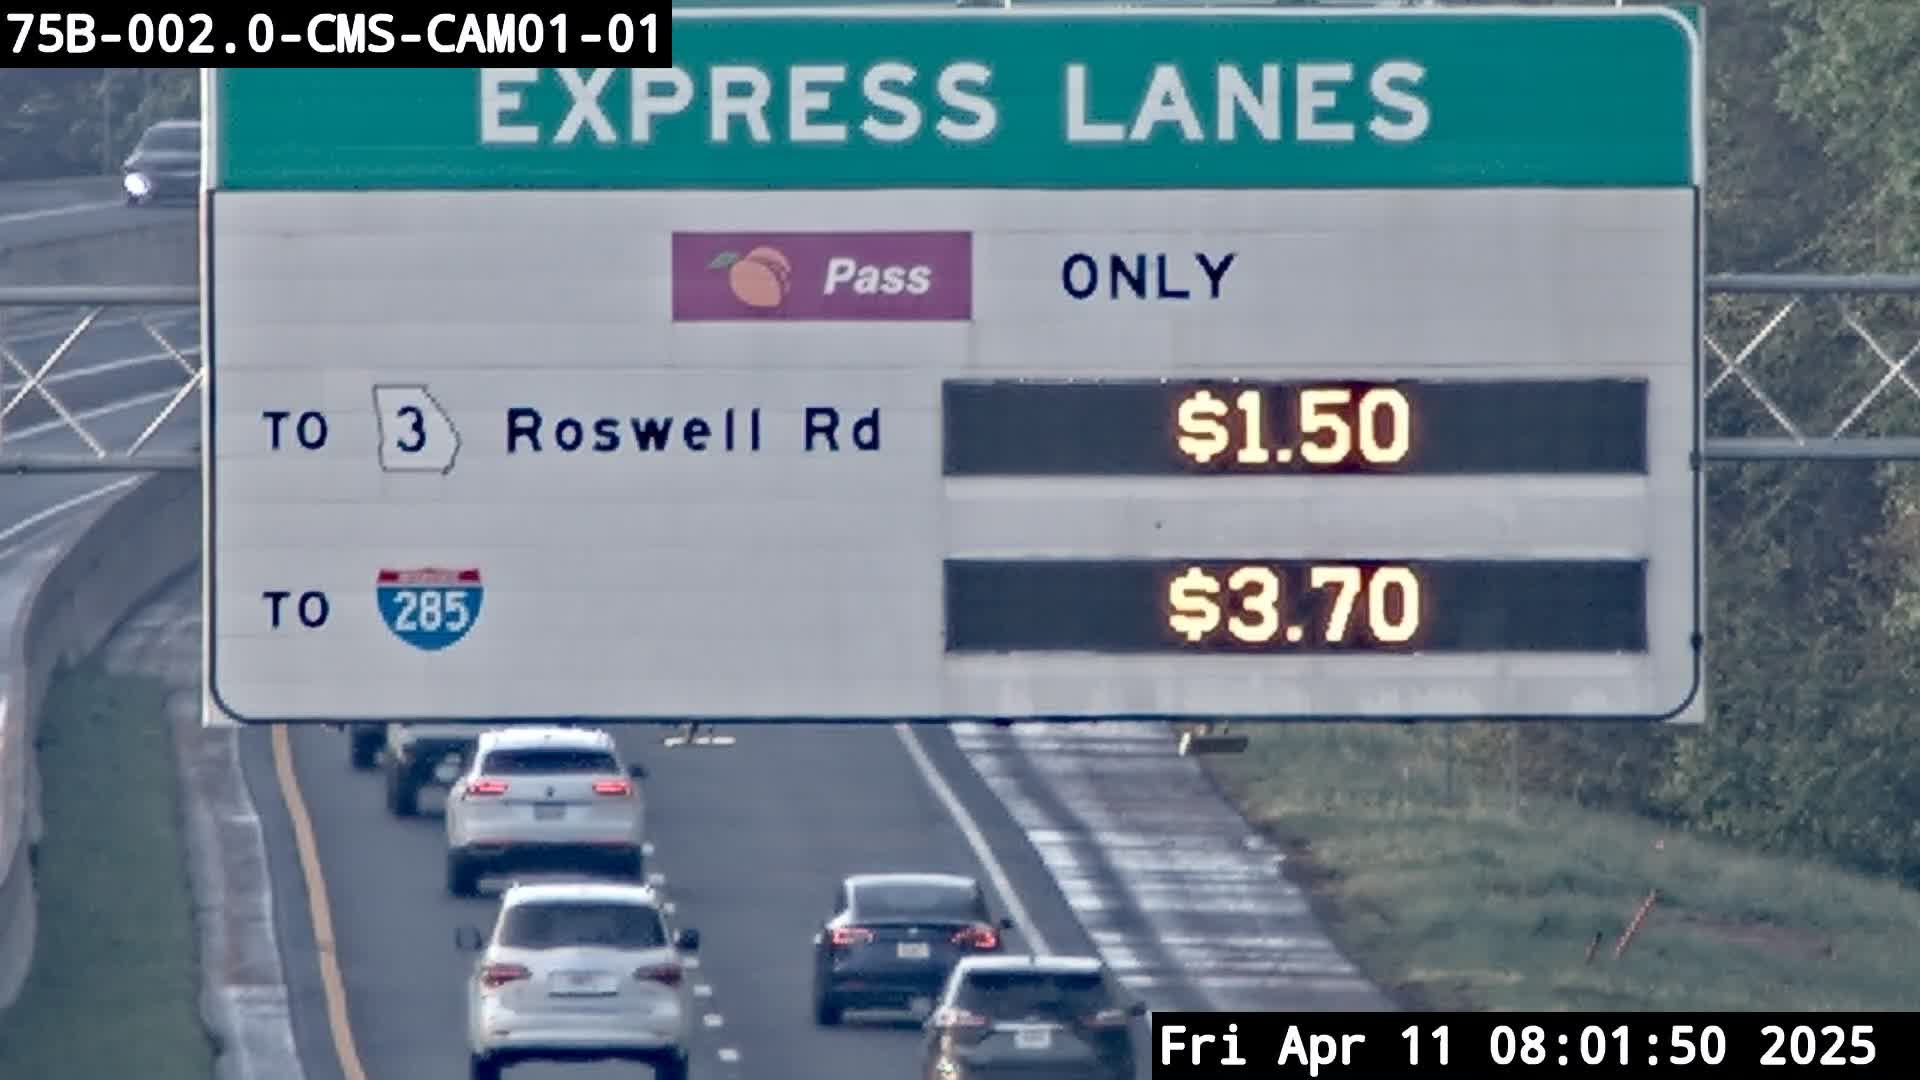 75B-002.0-CMS-CAM01-01
EXPRESS LANES
Pass ONLY
TO 3 Roswell Rd $1.50
TO 285 $3.70
Fri Apr 11 08:01:50 2025